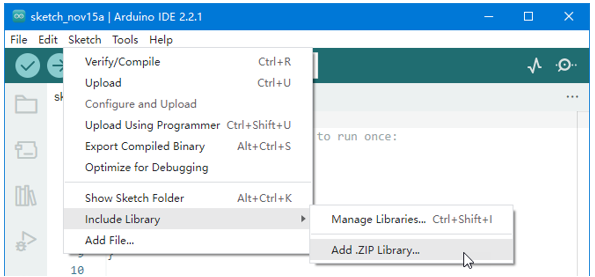 sketch_nov15a | Arduino IDE 2.2.1
File Edit Sketch Tools Help
Verify/Compile Ctrl+R
Upload Ctrl+U
Configure and Upload
Upload Using Programmer Ctrl+Shift+U
Export Compiled Binary Alt+Ctrl+S
Optimize for Debugging
Show Sketch Folder Alt+Ctrl+K
Include Library
Add File...
Manage Libraries... Ctrl+Shift+I
Add .ZIP Library...
sk
to run once:
9 }
10